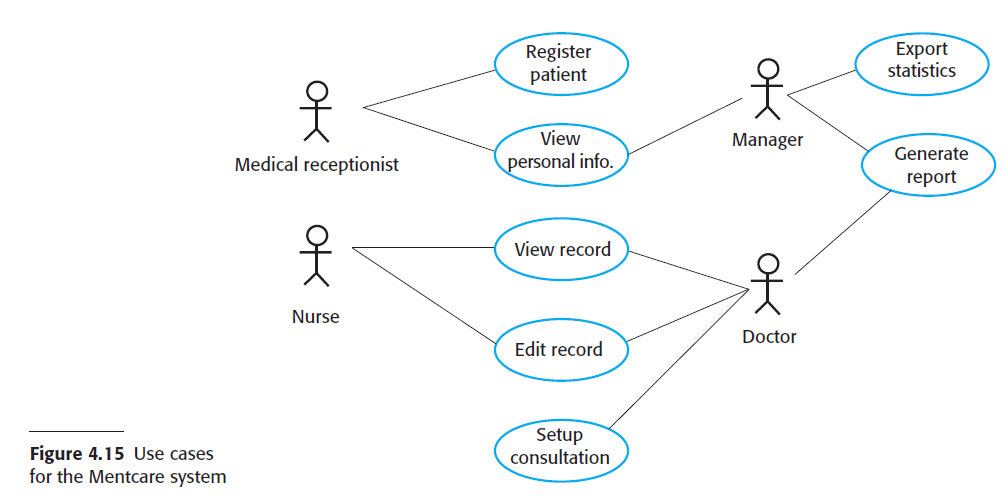 Register
patient
Export
statistics
Medical receptionist
View
personal info.
Manager
Generate
report
Nurse
View record
Edit record
Doctor
Setup
consultation
Figure 4.15 Use cases
for the Mentcare system